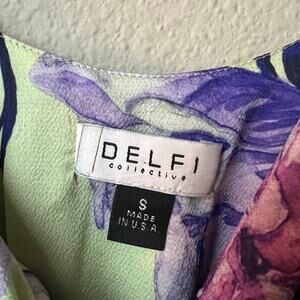 DELFI
collective
S
MADE
IN U.S.A.